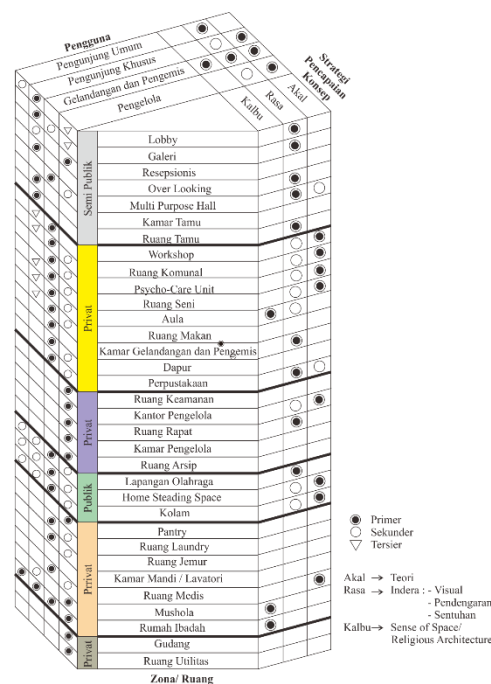 Pengguna
Pengunjung Umum
Pengunjung Khusus
Gelandangan dan Pengemis
Pengelola
Strategi
Pencapaian
Konsep
Akal
Rasa
Kalbu
Semi Publik
Lobby
Galeri
Resepsionis
Over Looking
Multi Purpose Hall
Kamar Tamu
Ruang Tamu
Privat
Workshop
Ruang Komunal
Psycho-Care Unit
Ruang Seni
Aula
Ruang Makan
Kamar Gelandangan dan Pengemis
Dapur
Perpustakaan
Privat
Ruang Keamanan
Kantor Pengelola
Ruang Rapat
Kamar Pengelola
Ruang Arsip
Publik
Lapangan Olahraga
Home Steading Space
Kolam
Prrivat
Pantry
Ruang Laundry
Ruang Jemur
Kamar Mandi / Lavatori
Ruang Medis
Mushola
Rumah Ibadah
Privat
Gudang
Ruang Utilitas
Zona/ Ruang
Primer
Sekunder
Tersier
Akal → Teori
Rasa → Indera : - Visual
- Pendengaran
- Sentuhan
Kalbu→ Sense of Space/
Religious Architecture